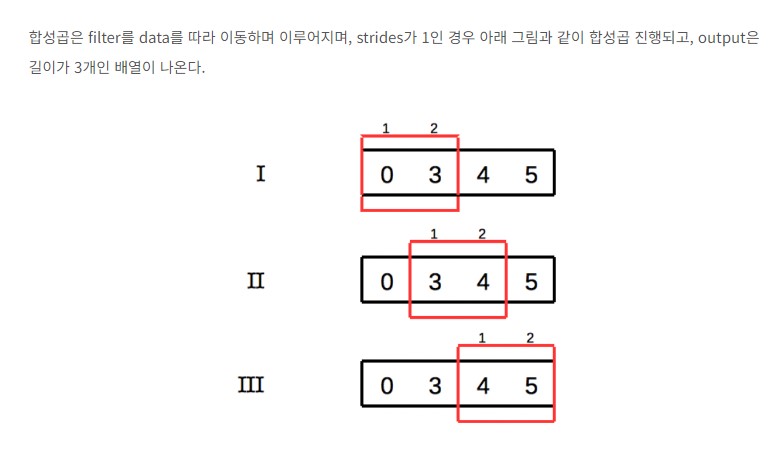 합성곱은 filter를 data를 따라 이동하며 이루어지며, strides가 1인 경우 아래 그림과 같이 합성곱 진행되고, output은
길이가 3개인 배열이 나온다.
1 2
I 0 3 4 5
1 2
II 0 3 4 5
1 2
III 0 3 4 5